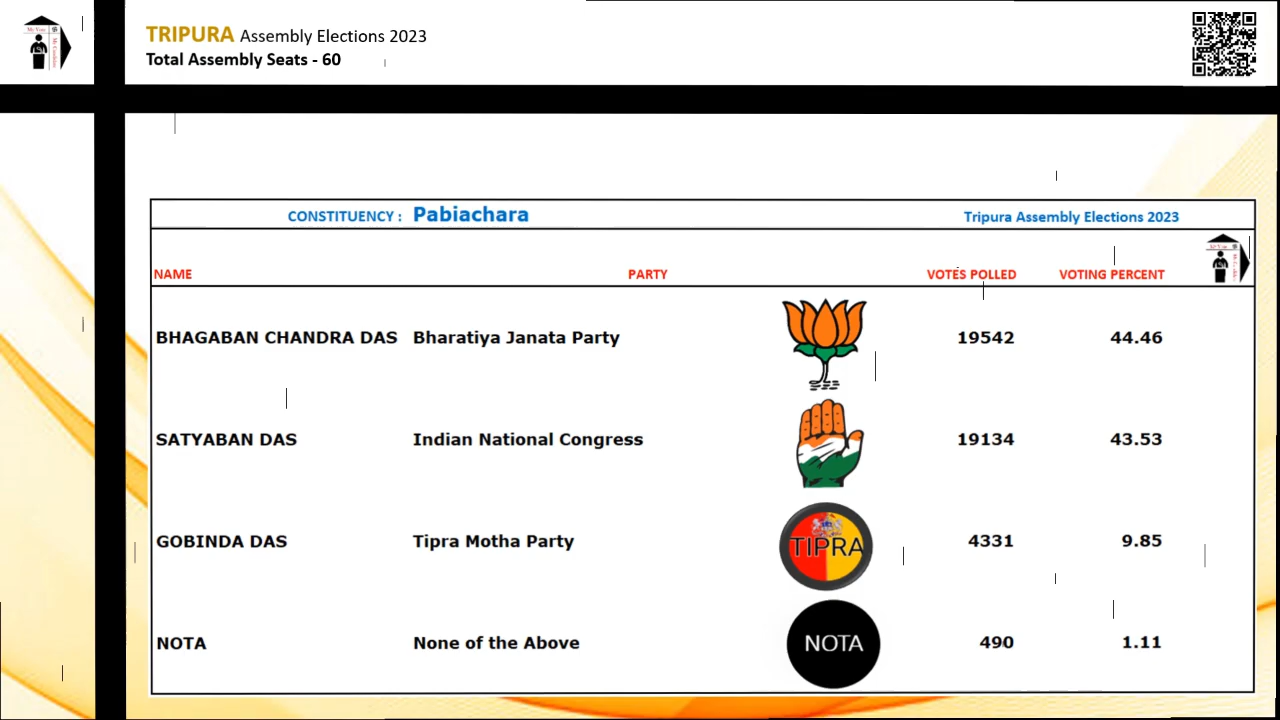 TRIPURA Assembly Elections 2023
Total Assembly Seats - 60
CONSTITUENCY : Pabiachara Tripura Assembly Elections 2023
NAME PARTY VOTES POLLED VOTING PERCENT
BHAGABAN CHANDRA DAS Bharatiya Janata Party 19542 44.46
SATYABAN DAS Indian National Congress 19134 43.53
GOBINDA DAS Tipra Motha Party TIPRA 4331 9.85
NOTA None of the Above NOTA 490 1.11